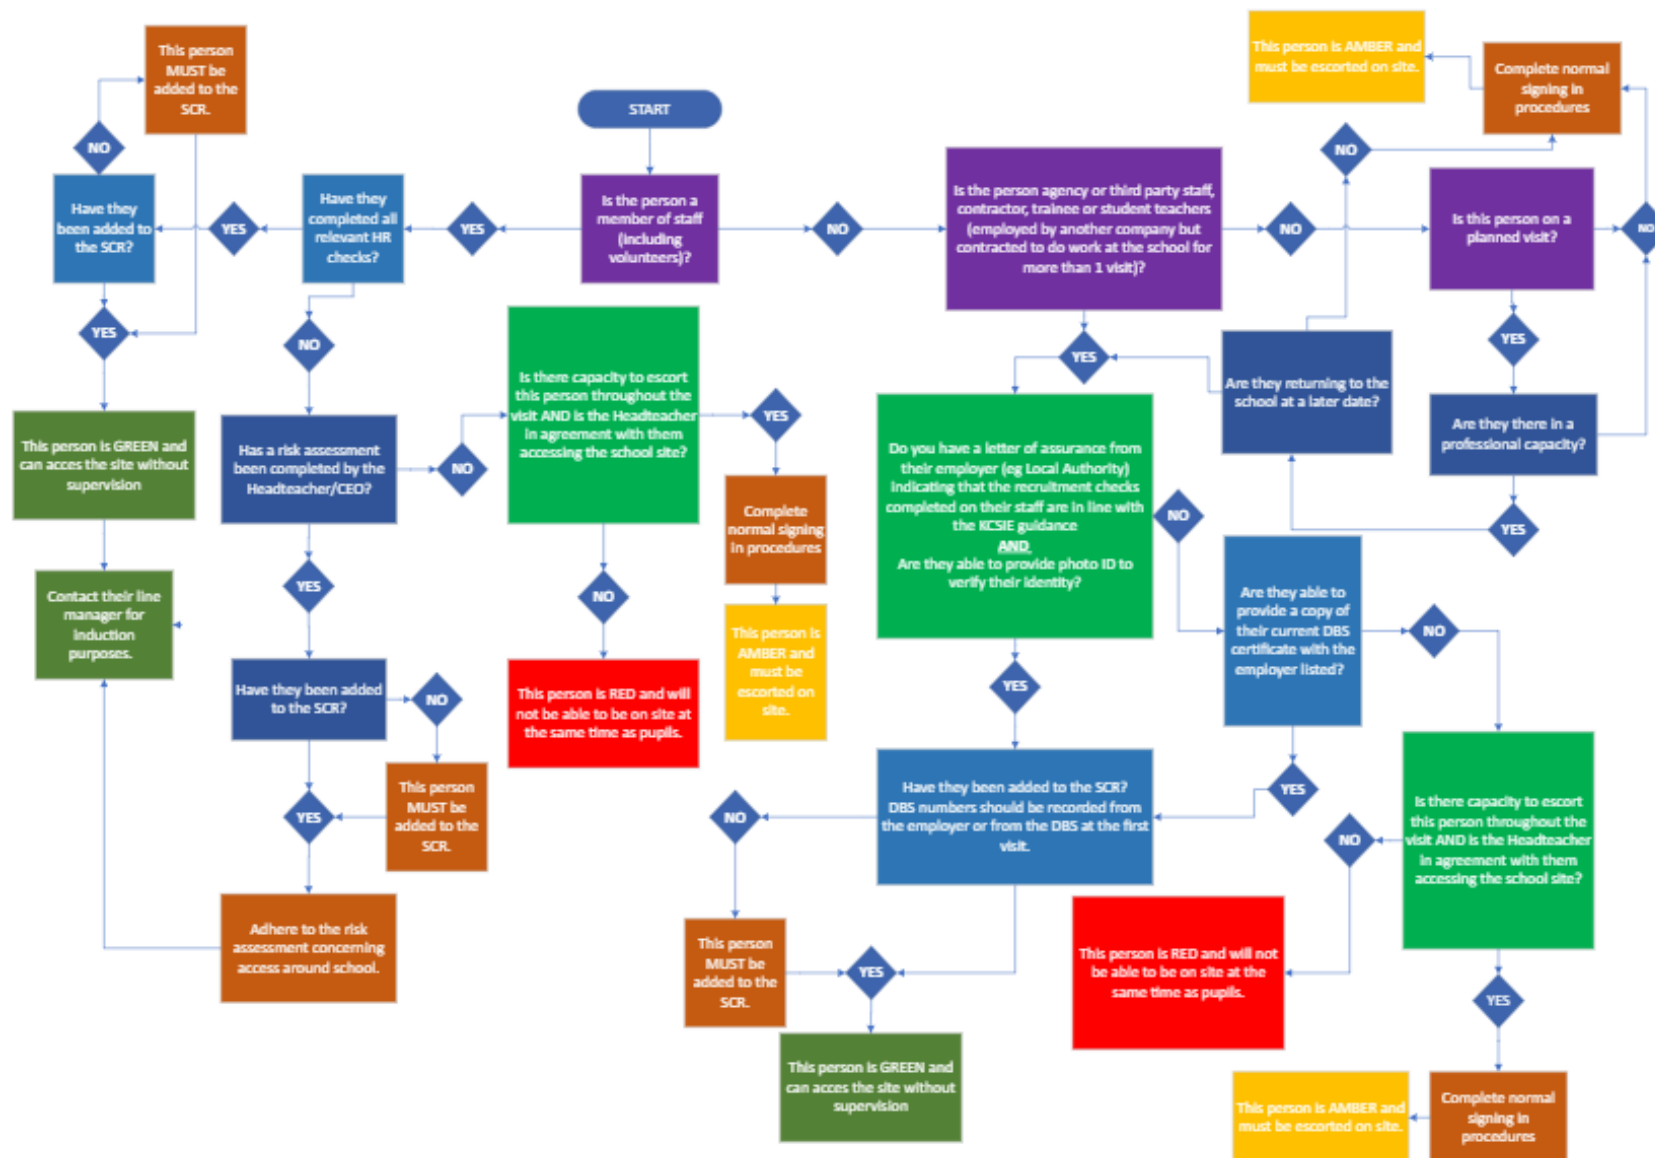 This person
MUST be
added to the
SCR.
This person is AMBER and
must be escorted on site.
Complete normal
signing in
procedures
START
NO
NO
Have they
been added to
the SCR?
YES
Have they
completed all
relevant HR
checks?
YES
Is the person a
member of staff
(including
volunteers)?
NO
Is the person agency or third party staff,
contractor, trainee or student teachers
(employed by another company but
contracted to do work at the school for
more than 1 visit)?
NO
Is this person on a
planned visit?
NO
YES
NO
YES
YES
Are they returning to the
school at a later date?
Are they there in a
professional capacity?
YES
This person is GREEN and
can acces the site without
supervision
Has a risk assessment
been completed by the
Headteacher/CEO?
NO
Is there capacity to escort
this person throughout the
visit AND is the Headteacher
in agreement with them
accessing the school site?
YES
Complete
normal signing
in procedures
Do you have a letter of assurance from
their employer (eg Local Authority)
indicating that the recruitment checks
completed on their staff are in line with
the KCSIE guidance
AND
Are they able to provide photo ID to
verify their identity?
NO
Contact their line
manager for
induction
purposes.
YES
NO
This person is
AMBER and
must be
escorted on
site.
Are they able to
provide a copy of
their current DBS
certificate with the
employer listed?
NO
Have they been added
to the SCR?
NO
This person is RED and will
not be able to be on site at
the same time as pupils.
YES
YES
This person
MUST be
added to the
SCR.
YES
NO
Have they been added to the SCR?
DBS numbers should be recorded from
the employer or from the DBS at the first
visit.
YES
NO
Is there capacity to escort
this person throughout the
visit AND is the Headteacher
in agreement with them
accessing the school site?
Adhere to the risk
assessment concerning
access around school.
This person
MUST be
added to the
SCR.
YES
This person is RED and will not
be able to be on site at the
same time as pupils.
YES
This person is GREEN and
can acces the site without
supervision
This person is AMBER and
must be escorted on site.
Complete normal
signing in
procedures